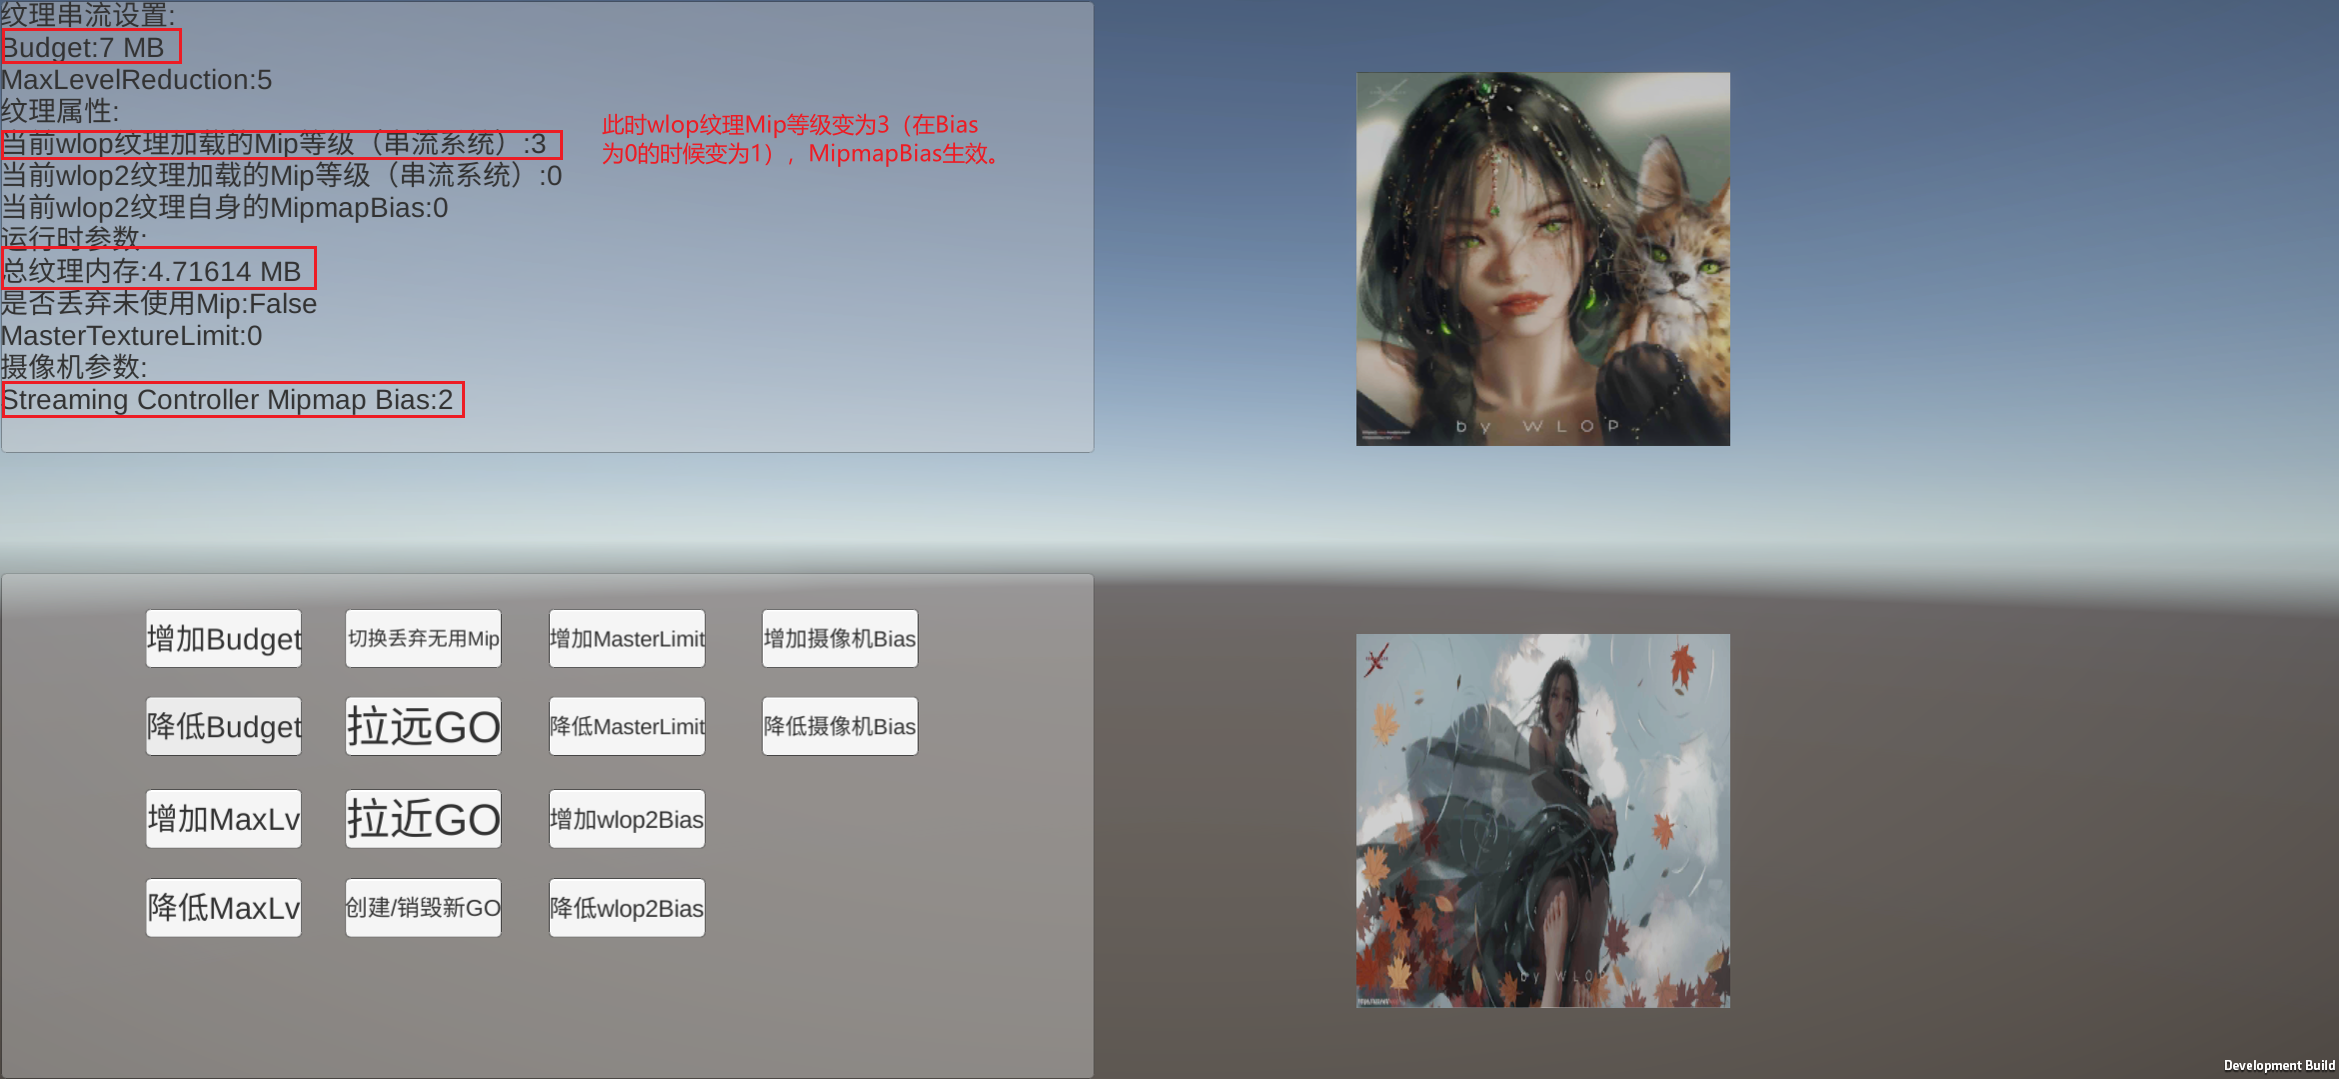 纹理串流设置:
Budget:7 MB
MaxLevelReduction:5
纹理属性:
当前wlop纹理加载的Mip等级（串流系统）:3
当前wlop2纹理加载的Mip等级（串流系统）:0
当前wlop2纹理自身的MipmapBias:0
运行时参数:
总纹理内存:4.71614 MB
是否丢弃未使用Mip:False
MasterTextureLimit:0
摄像机参数:
Streaming Controller Mipmap Bias:2
此时wlop纹理Mip等级变为3（在Bias
为0的时候变为1），MipmapBias生效。
by WLOP
增加Budget
切换丢弃无用Mip
增加MasterLimit
增加摄像机Bias
降低Budget
拉远GO
降低MasterLimit
降低摄像机Bias
增加MaxLv
拉近GO
增加wlop2Bias
降低MaxLv
创建/销毁新GO
降低wlop2Bias
by WLOP
Development Build